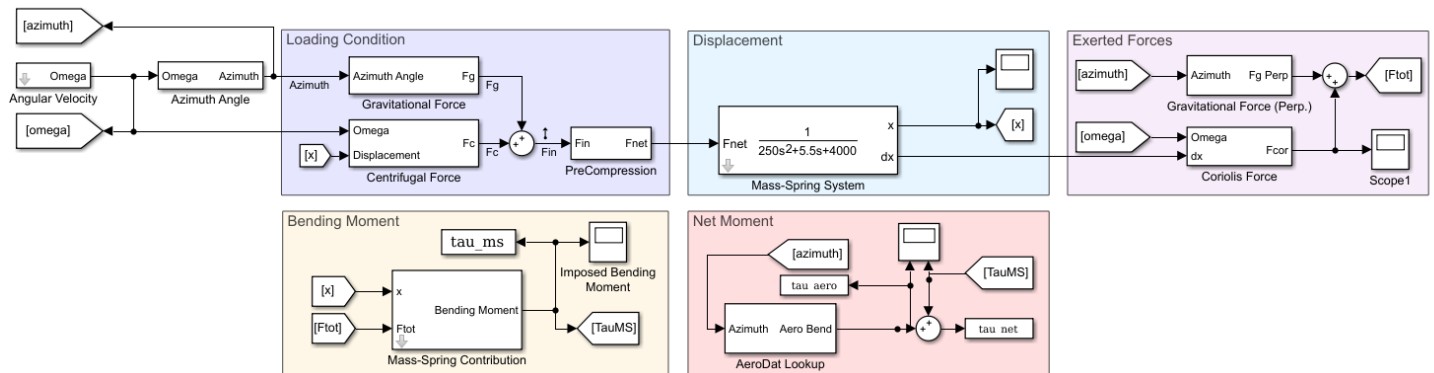 [azimuth]
Omega
Angular Velocity
[omega]
Omega Azimuth
Azimuth Angle
Loading Condition
Azimuth
Azimuth Angle Fg
Gravitational Force
Fg
Omega
[x]
Displacement
Fc
Centrifugal Force
Fc
Fin
Fin Fnet
PreCompression
Displacement
Fnet
1
250s2+5.5s+4000
x
dx
Mass-Spring System
[x]
Exerted Forces
[azimuth]
Azimuth Fg Perp
Gravitational Force (Perp.)
[Ftot]
[omega]
Omega
dx
Fcor
Coriolis Force
Scope1
Bending Moment
tau_ms
Imposed Bending
Moment
[x]
x
Bending Moment
[Ftot]
Ftot
Mass-Spring Contribution
[TauMS]
Net Moment
[azimuth]
tau aero
[TauMS]
Azimuth Aero Bend
AeroDat Lookup
tau net